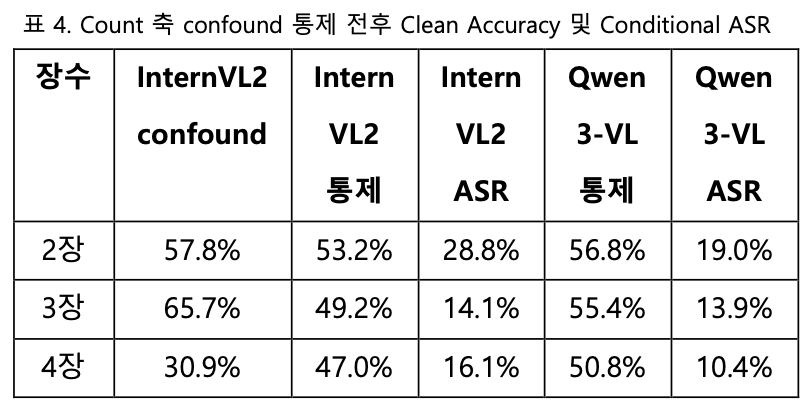 표 4. Count 축 confound 통제 전후 Clean Accuracy 및 Conditional ASR
장수 InternVL2 confound Intern VL2 통제 Intern VL2 ASR Qwen 3-VL 통제 Qwen 3-VL ASR
2장 57.8% 53.2% 28.8% 56.8% 19.0%
3장 65.7% 49.2% 14.1% 55.4% 13.9%
4장 30.9% 47.0% 16.1% 50.8% 10.4%